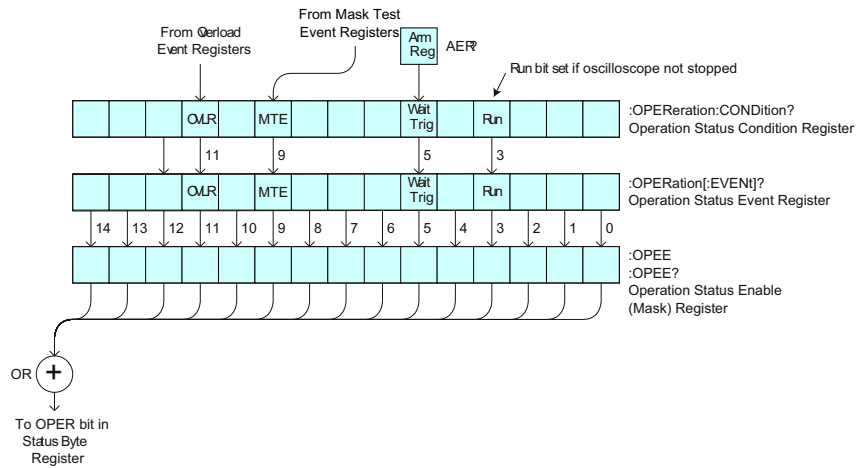 From Overload
Event Registers
From Mask Test
Event Registers
Arm
Reg
AER?
Run bit set if oscilloscope not stopped
OVLR
MTE
Wait
Trig
Run
:OPEReration:CONDition?
Operation Status Condition Register
11
9
5
3
OVLR
MTE
Wait
Trig
Run
:OPERation[:EVENt]?
Operation Status Event Register
14
13
12
11
10
9
8
7
6
5
4
3
2
1
0
:OPEE
:OPEE?
Operation Status Enable
(Mask) Register
OR
+
To OPER bit in
Status Byte
Register